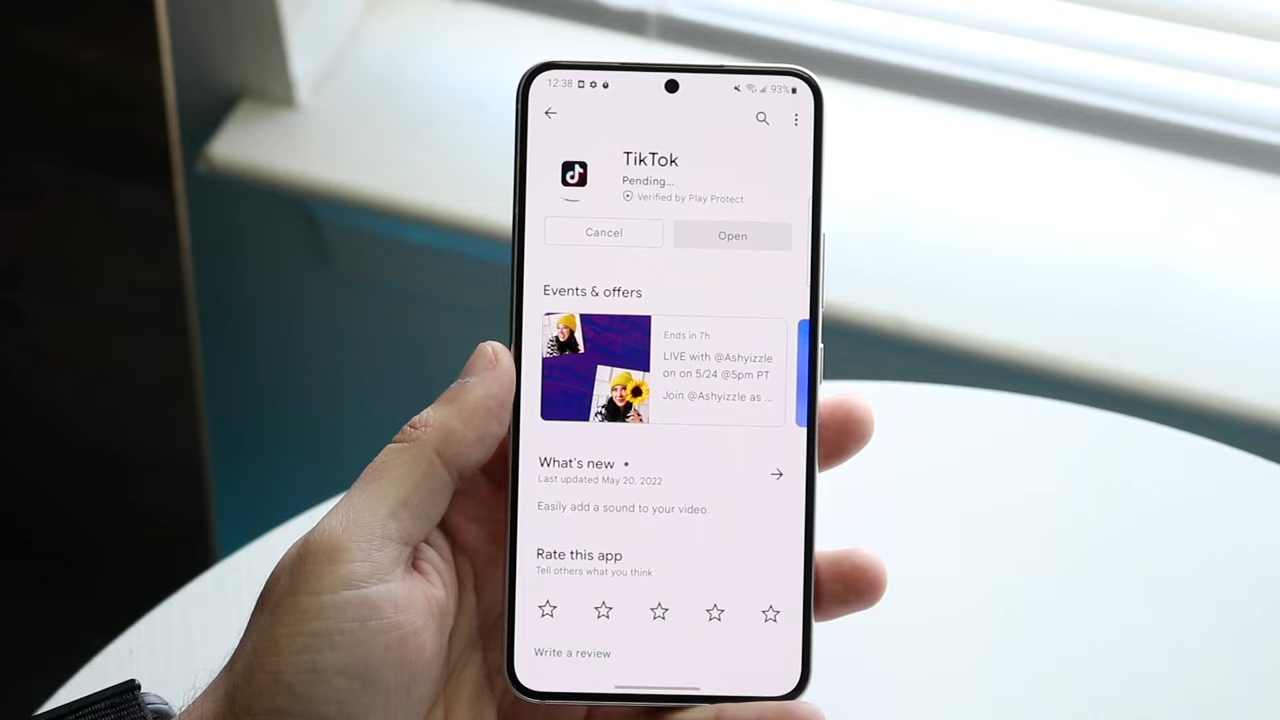 12:38
93%
TikTok
Pending...
Verified by Play Protect
Cancel
Open
Events & offers
Ends in 7h
LIVE with @Ashyizzle
on on 5/24 @5pm PT
Join @Ashyizzle as ...
What's new •
Last updated May 20, 2022
Easily add a sound to your video.
Rate this app
Tell others what you think
Write a review